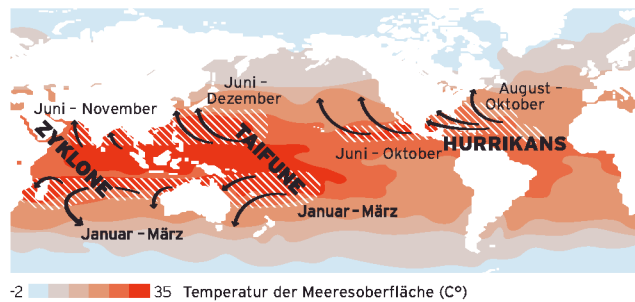 Juni –
Dezember
Juni – November
August –
Oktober
ZYKLONE
TAIFUNE
Juni – Oktober
HURRIKANS
Januar – März
Januar – März
-2 35 Temperatur der Meeresoberfläche (C°)